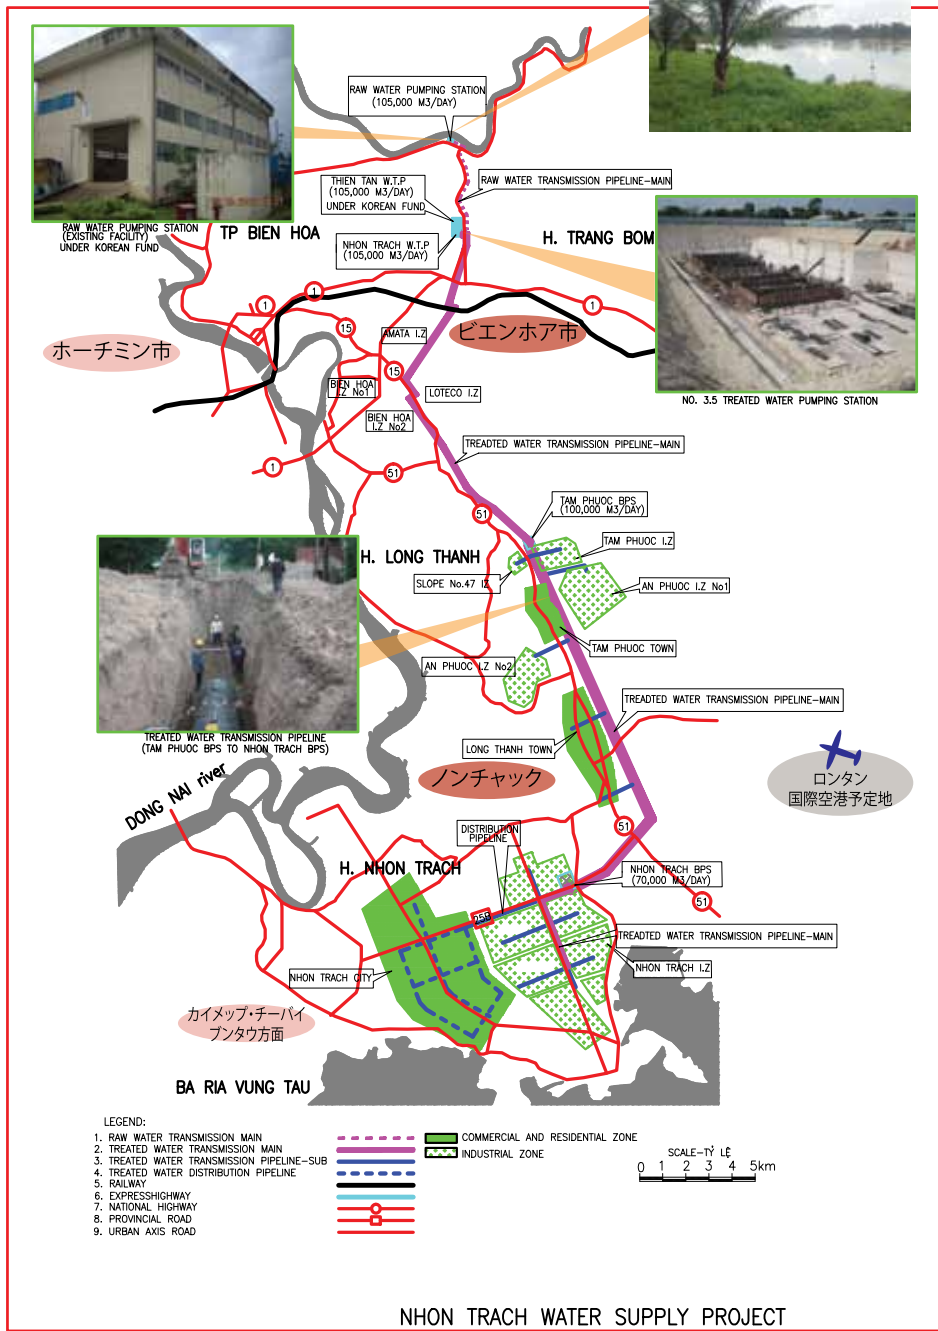 RAW WATER PUMPING STATION
(105,000 M3/DAY)
THIEN TAN W.T.P
(105,000 M3/DAY)
UNDER KOREAN FUND
RAW WATER TRANSMISSION PIPELINE-MAIN
RAW WATER PUMPING STATION
(EXISTING FACILITY)
UNDER KOREAN FUND
TP BIEN HOA
NHON TRACH W.T.P
(105,000 M3/DAY)
H. TRANG BOM
1
1
1
15
AMATA I.Z
ビエンホア市
ホーチミン市
15
BIEN HOA
I.Z No1
LOTECO I.Z
NO. 3.5 TREATED WATER PUMPING STATION
BIEN HOA
I.Z No2
TREADTED WATER TRANSMISSION PIPELINE-MAIN
1
51
51
TAM PHUOC BPS
(100,000 M3/DAY)
TAM PHUOC I.Z
H. LONG THANH
SLOPE No.47 IZ
AN PHUOC I.Z No1
TAM PHUOC TOWN
AN PHUOC I.Z No2
TREADTED WATER TRANSMISSION PIPELINE-MAIN
TREATED WATER TRANSMISSION PIPELINE
(TAM PHUOC BPS TO NHON TRACH BPS)
LONG THANH TOWN
ノンチャック
ロンタン
国際空港予定地
DONG NAI river
51
DISTRIBUTION
PIPELINE
H. NHON TRACH
NHON TRACH BPS
(70,000 M3/DAY)
51
25B
TREADTED WATER TRANSMISSION PIPELINE-MAIN
NHON TRACH I.Z
NHON TRACH CITY
カイメップ・チーバイ
ブンタウ方面
BA RIA VUNG TAU
LEGEND:
1. RAW WATER TRANSMISSION MAIN
2. TREATED WATER TRANSMISSION MAIN
3. TREATED WATER TRANSMISSION PIPELINE-SUB
4. TREATED WATER DISTRIBUTION PIPELINE
5. RAILWAY
6. EXPRESSHIGHWAY
7. NATIONAL HIGHWAY
8. PROVINCIAL ROAD
9. URBAN AXIS ROAD
COMMERCIAL AND RESIDENTIAL ZONE
INDUSTRIAL ZONE
SCALE-TỶ LỆ
0 1 2 3 4 5km
NHON TRACH WATER SUPPLY PROJECT